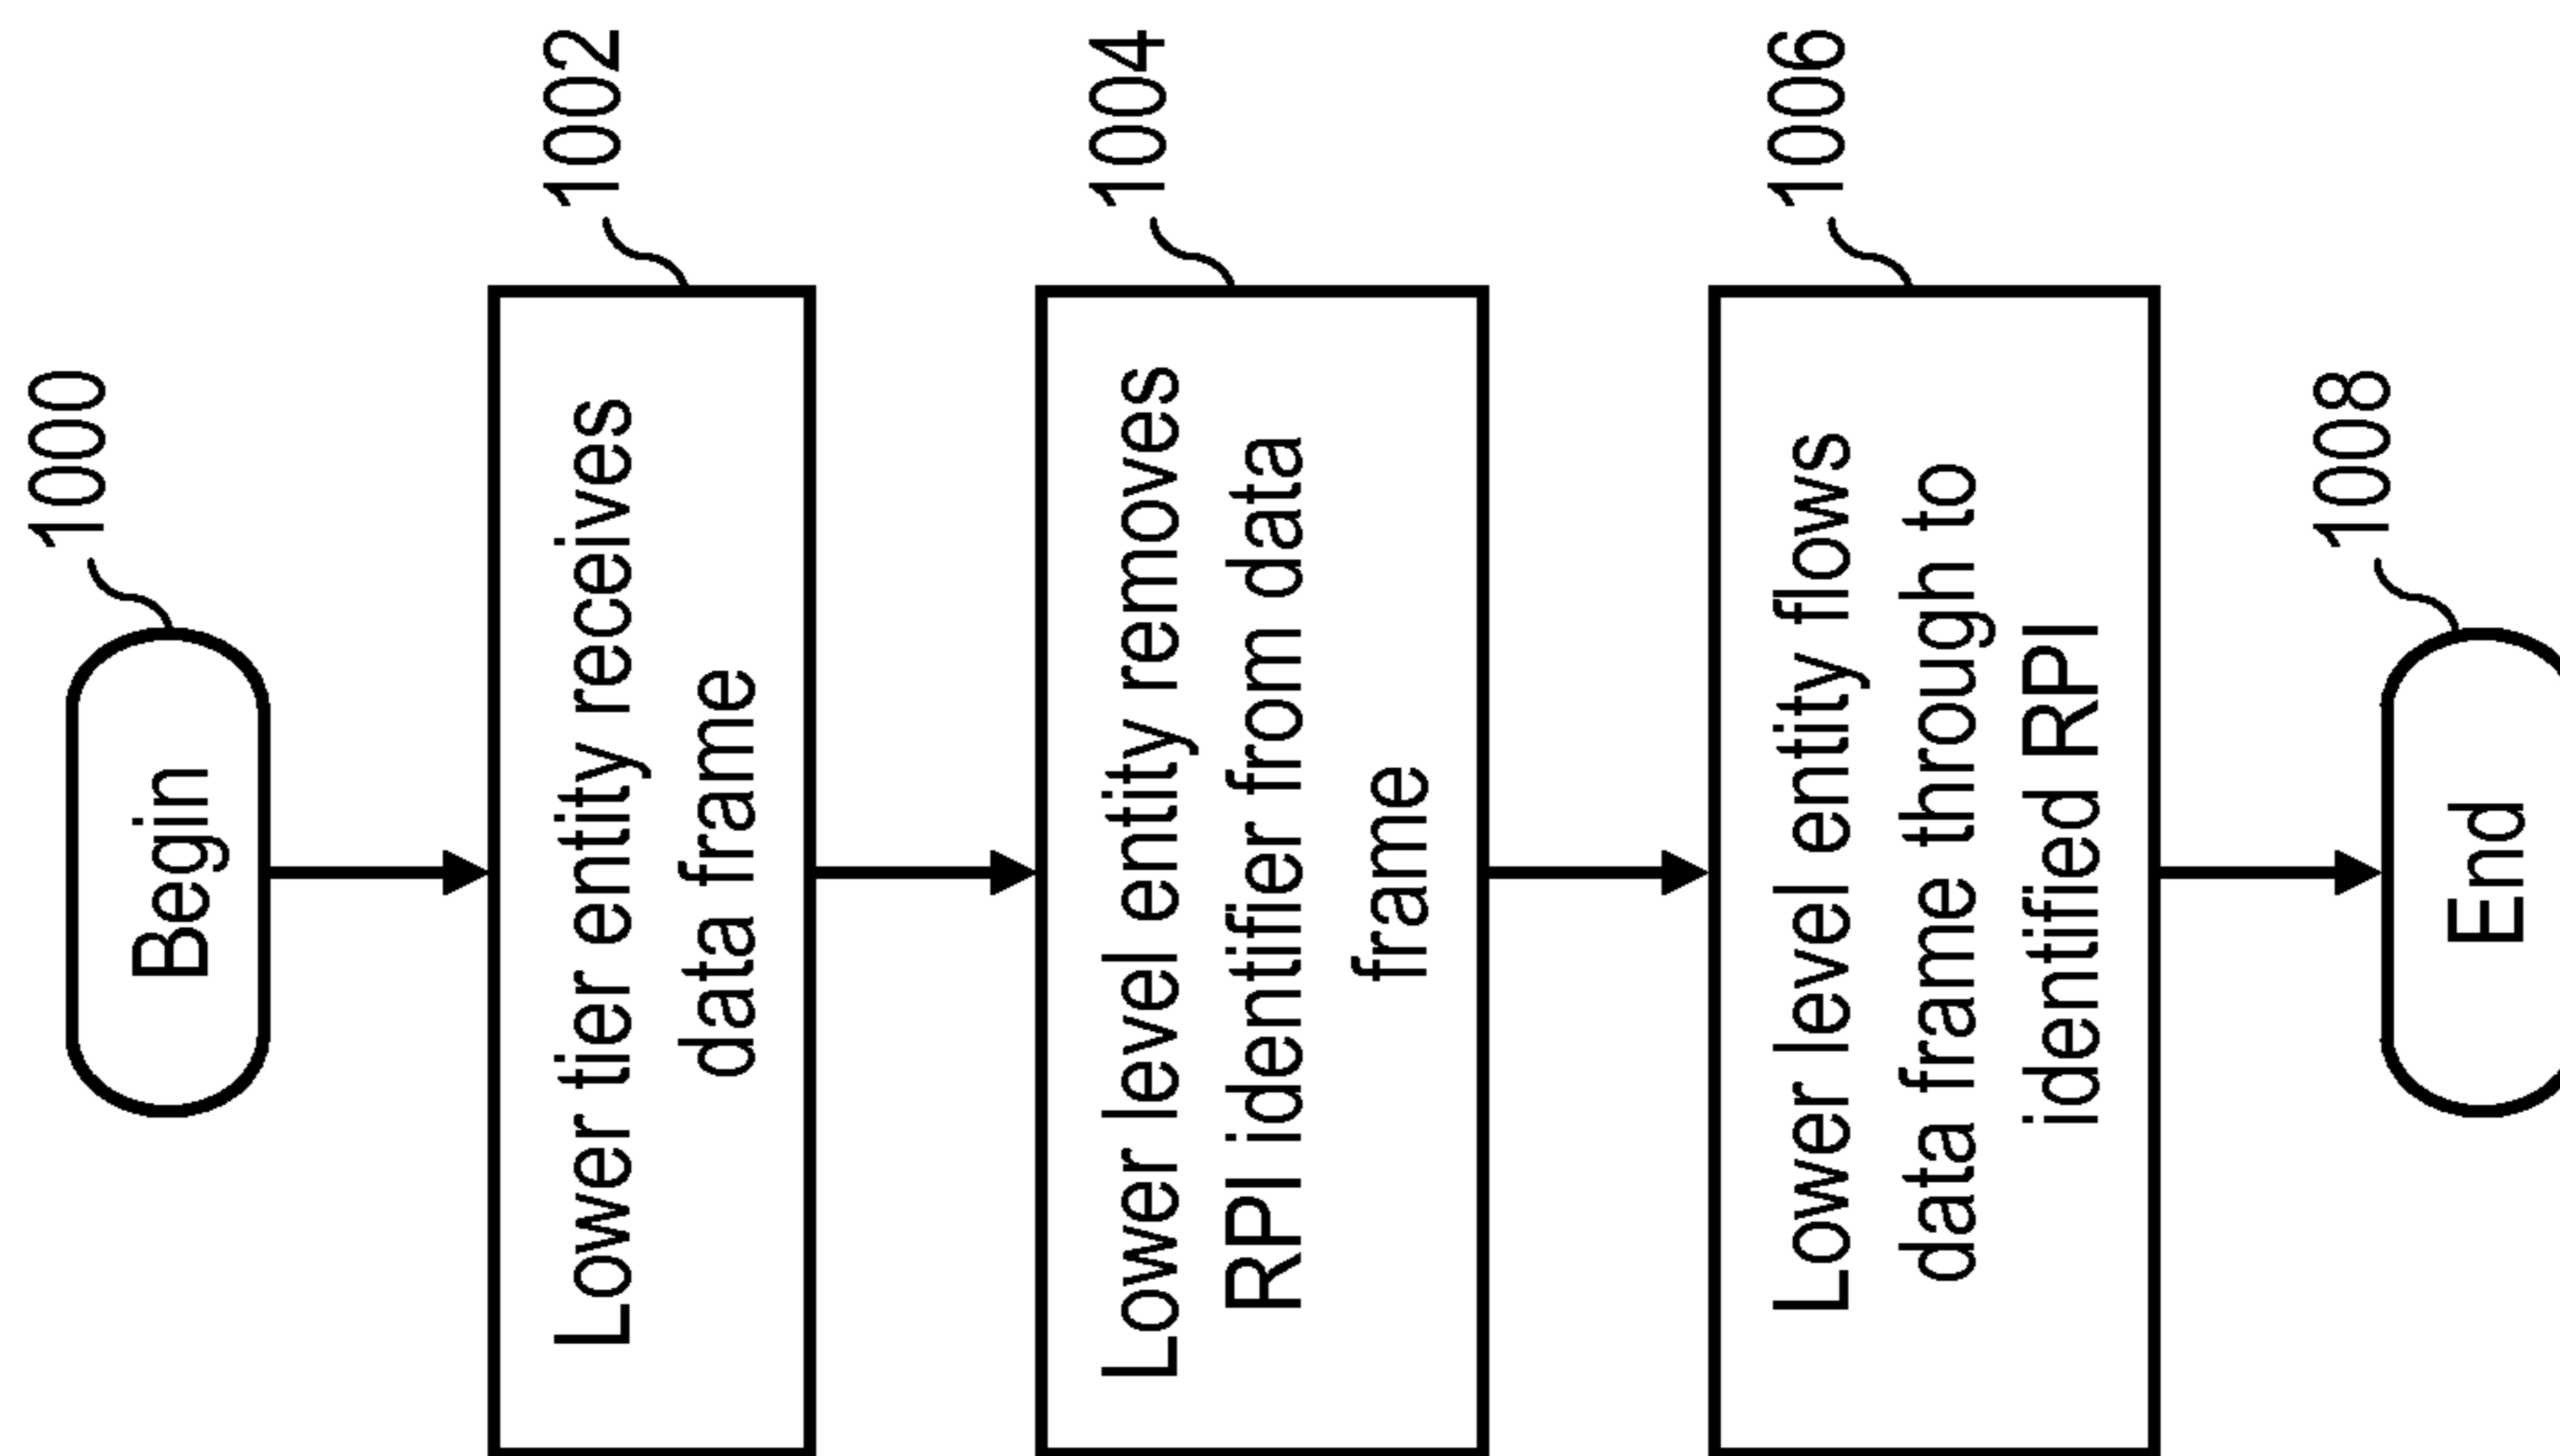 1000
Begin
1002
Lower tier entity receives
data frame
1004
Lower level entity removes
RPI identifier from data
frame
1006
Lower level entity flows
data frame through to
identified RPI
1008
End